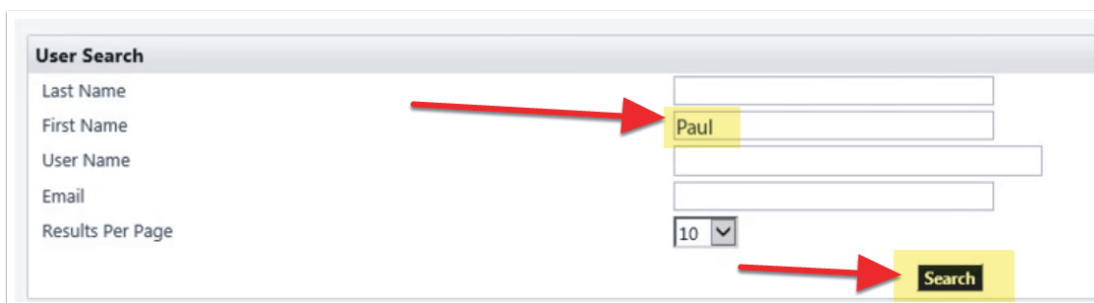 User Search
Last Name
First Name Paul
User Name
Email
Results Per Page 10
Search